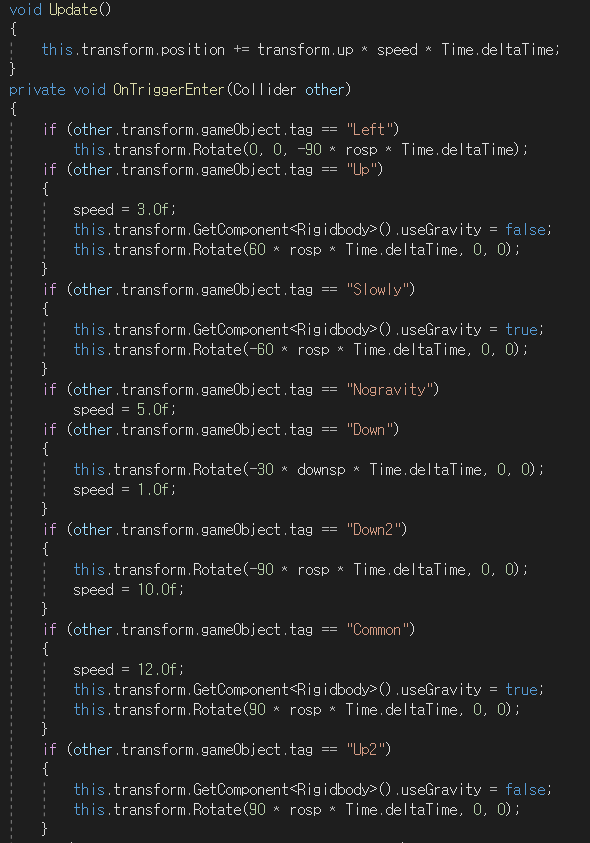 void Update()
{
    this.transform.position += transform.up * speed * Time.deltaTime;
}
private void OnTriggerEnter(Collider other)
{
    if (other.transform.gameObject.tag == "Left")
        this.transform.Rotate(0, 0, -90 * rosp * Time.deltaTime);
    if (other.transform.gameObject.tag == "Up")
    {
        speed = 3.0f;
        this.transform.GetComponent<Rigidbody>().useGravity = false;
        this.transform.Rotate(60 * rosp * Time.deltaTime, 0, 0);
    }
    if (other.transform.gameObject.tag == "Slowly")
    {
        this.transform.GetComponent<Rigidbody>().useGravity = true;
        this.transform.Rotate(-60 * rosp * Time.deltaTime, 0, 0);
    }
    if (other.transform.gameObject.tag == "Nogravity")
        speed = 5.0f;
    if (other.transform.gameObject.tag == "Down")
    {
        this.transform.Rotate(-30 * downsp * Time.deltaTime, 0, 0);
        speed = 1.0f;
    }
    if (other.transform.gameObject.tag == "Down2")
    {
        this.transform.Rotate(-90 * rosp * Time.deltaTime, 0, 0);
        speed = 10.0f;
    }
    if (other.transform.gameObject.tag == "Common")
    {
        speed = 12.0f;
        this.transform.GetComponent<Rigidbody>().useGravity = true;
        this.transform.Rotate(90 * rosp * Time.deltaTime, 0, 0);
    }
    if (other.transform.gameObject.tag == "Up2")
    {
        this.transform.GetComponent<Rigidbody>().useGravity = false;
        this.transform.Rotate(90 * rosp * Time.deltaTime, 0, 0);
    }